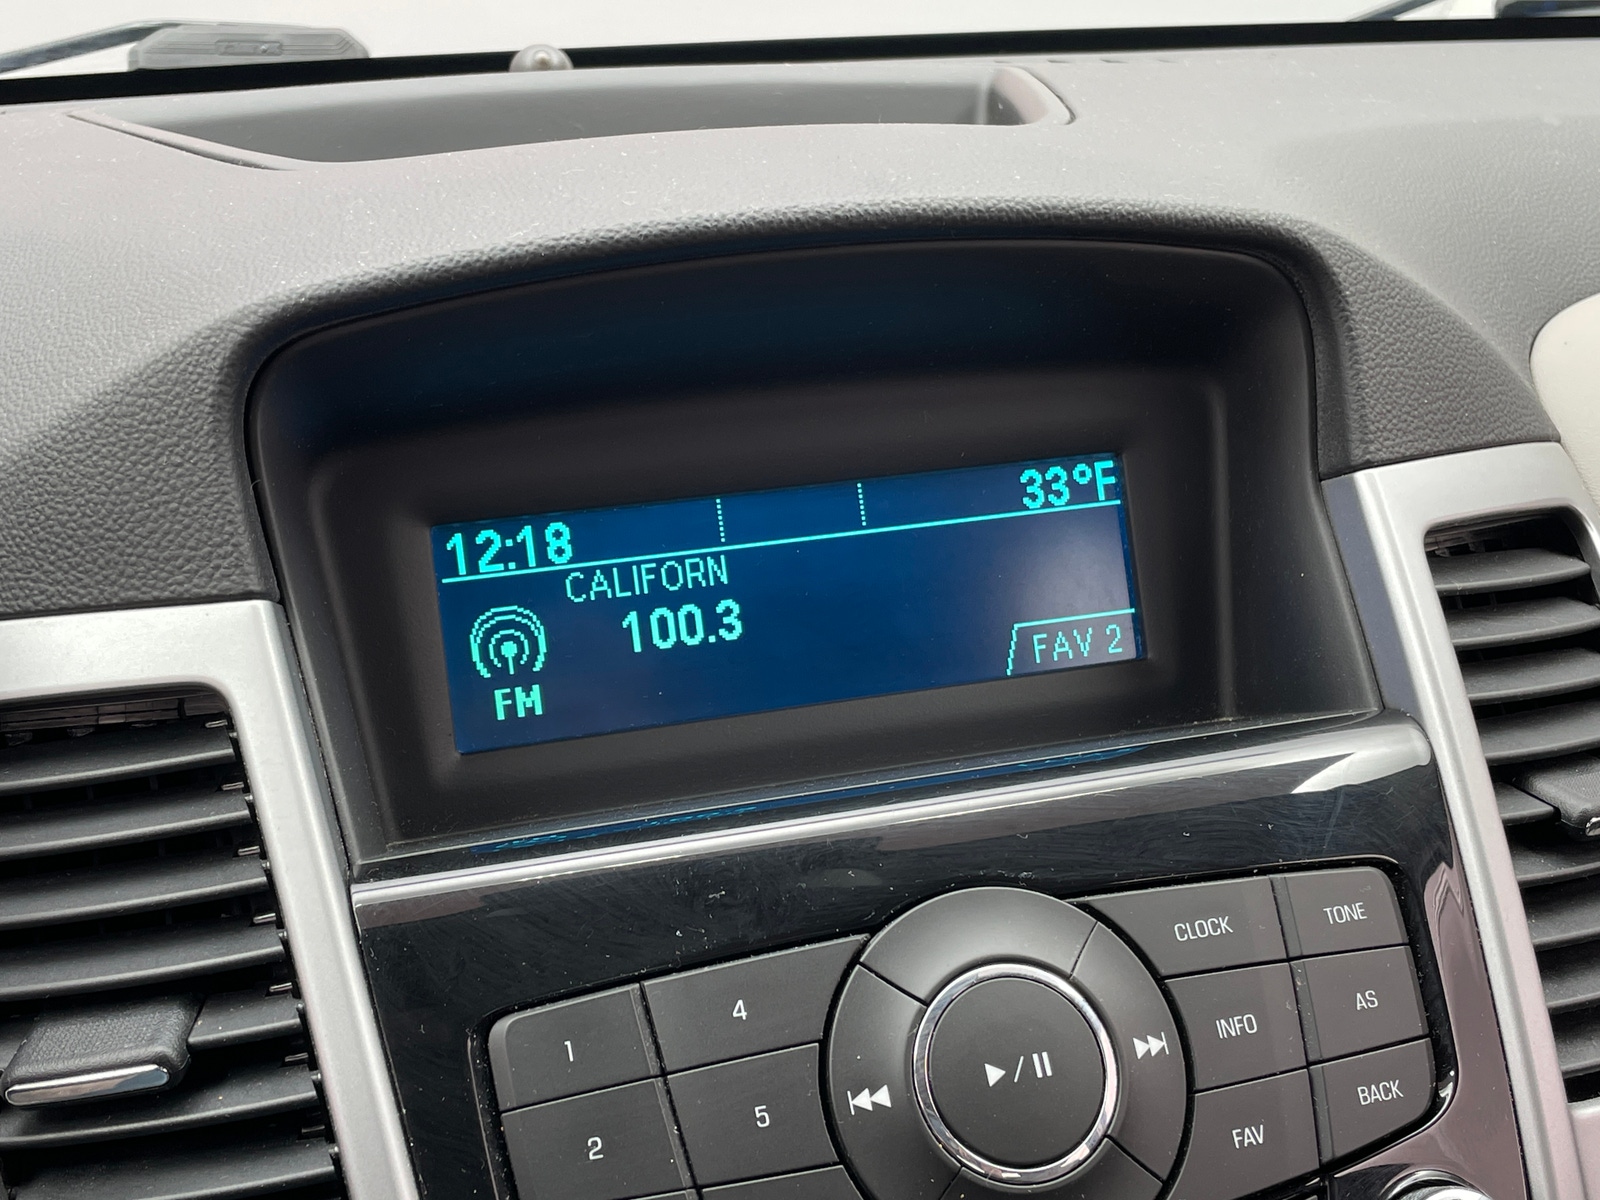 12:18
33°F
CALIFORN
100.3
FM
FAV 2
CLOCK
TONE
1
4
INFO
AS
2
5
FAV
BACK